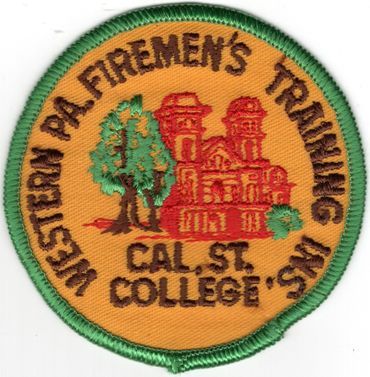 WESTERN PA. FIREMEN'S TRAINING INS.
CAL. ST.
COLLEGE